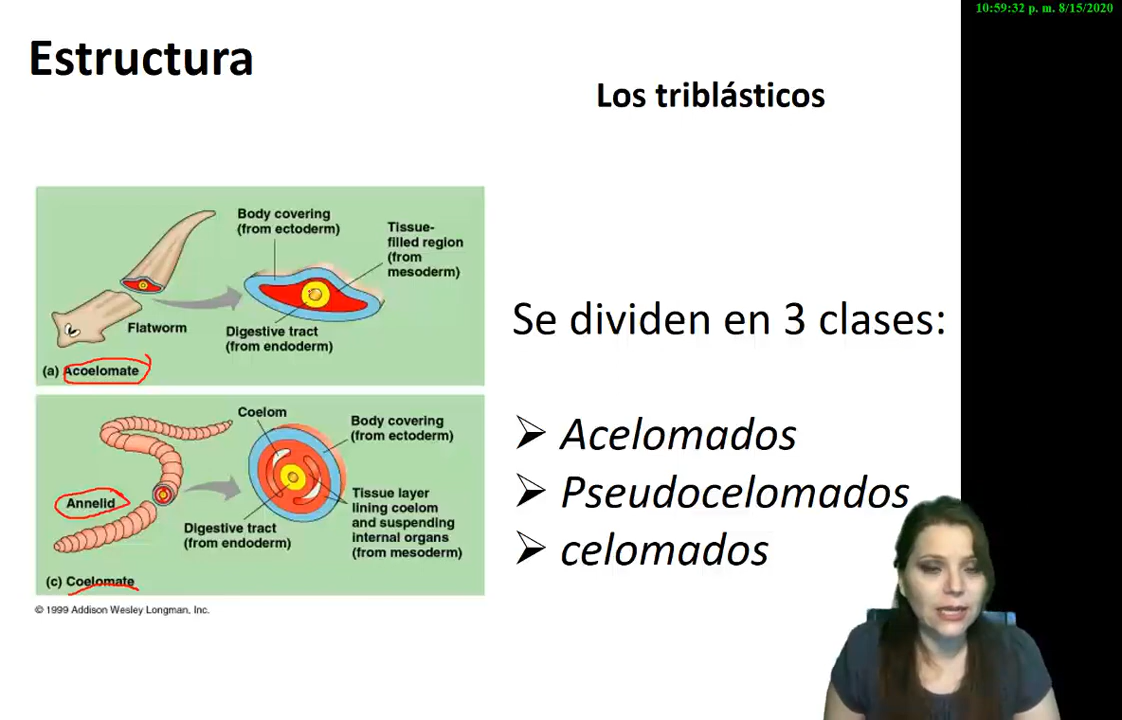 10:59:32 p. m. 8/15/2020
Estructura
Los triblásticos
Body covering
(from ectoderm)
Tissue-
filled region
(from
mesoderm)
Flatworm
Digestive tract
(from endoderm)
(a) Acoelomate
Coelom
Body covering
(from ectoderm)
Annelid
Tissue layer
lining coelom
and suspending
internal organs
(from mesoderm)
Digestive tract
(from endoderm)
(c) Coelomate
© 1999 Addison Wesley Longman, Inc.
Se dividen en 3 clases:
➢ Acelomados
➢ Pseudocelomados
➢ celomados